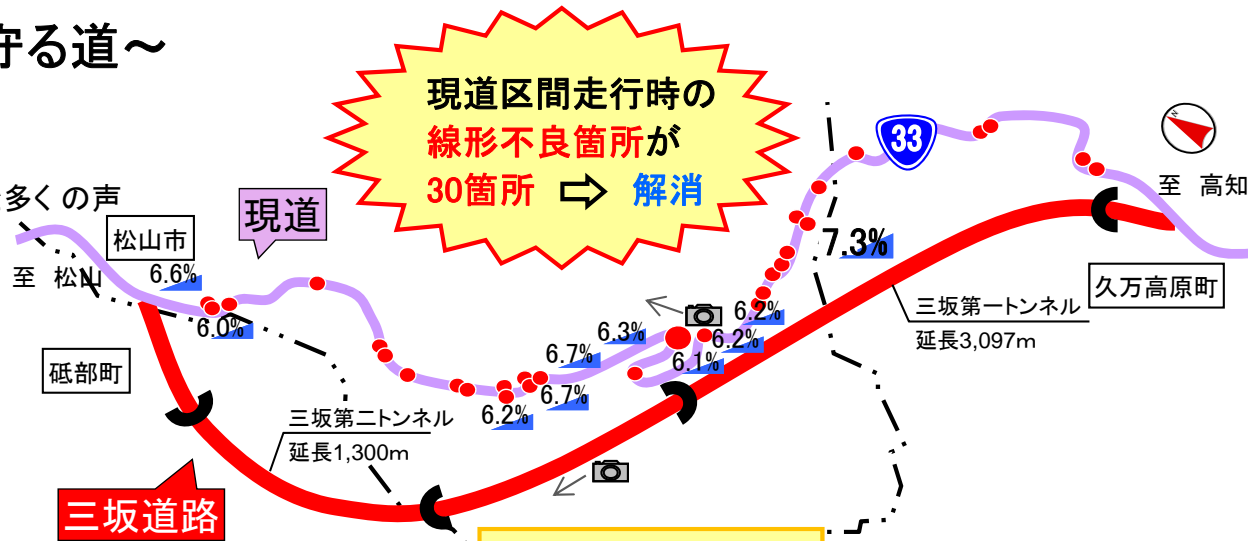 守る道～
現道区間走行時の
線形不良箇所が
30箇所 ⇨ 解消
33
N
至 高知
多くの声
現道
松山市
至 松山
6.6%
6.0%
7.3%
久万高原町
三坂第一トンネル
延長3,097m
6.2%
6.3%
6.2%
6.7%
6.1%
砥部町
6.7%
6.2%
三坂第二トンネル
延長1,300m
三坂道路